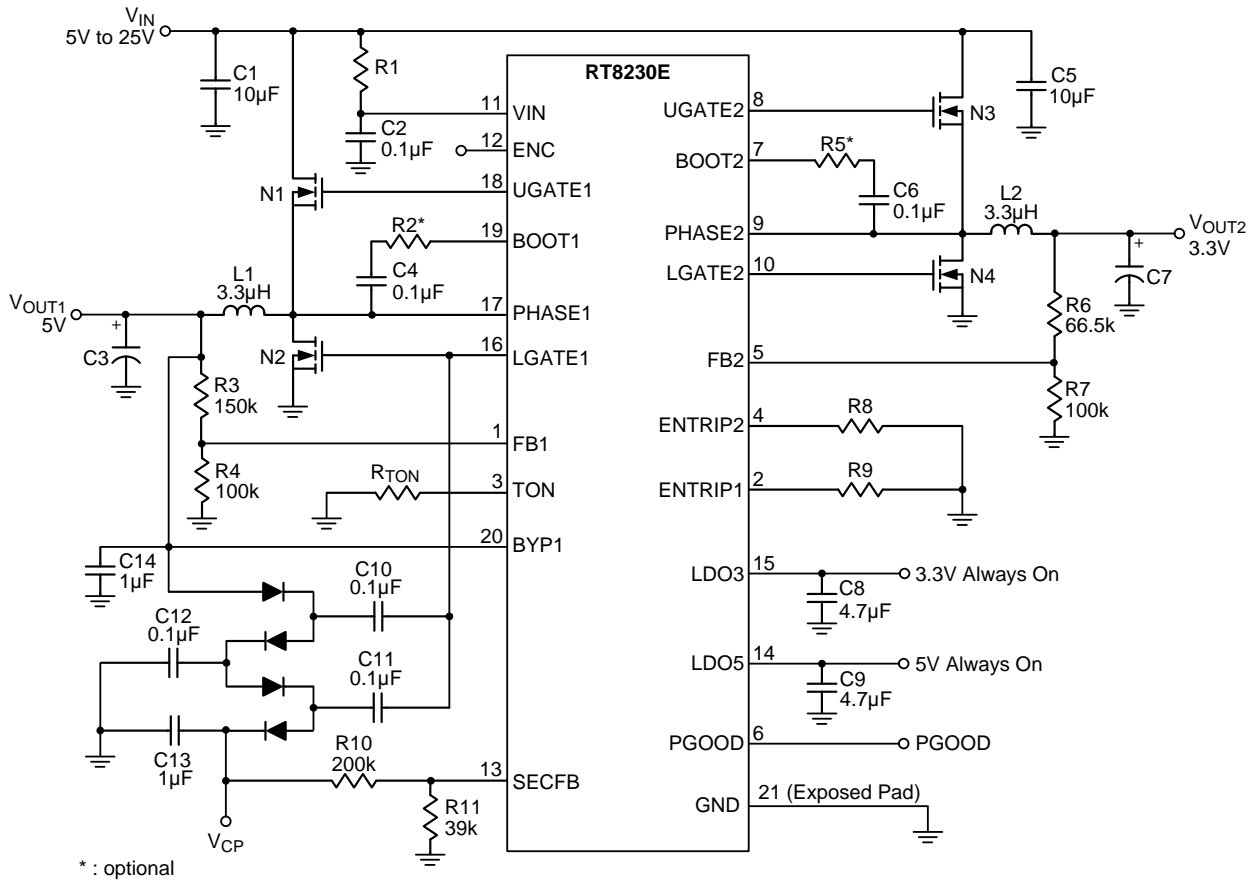 VIN
5V to 25V
C1
10µF
R1
C2
0.1µF
RT8230E
11
VIN
12
ENC
N1
18
UGATE1
R2*
19
BOOT1
C4
0.1µF
L1
3.3µH
VOUT1
5V
17
PHASE1
C3
N2
16
LGATE1
R3
150k
1
FB1
R4
100k
RTON
3
TON
20
BYP1
C14
1µF
C10
0.1µF
C12
0.1µF
C11
0.1µF
C13
1µF
R10
200k
13
SECFB
R11
39k
VCP
* : optional
UGATE2
8
N3
C5
10µF
BOOT2
7
R5*
C6
0.1µF
L2
3.3µH
PHASE2
9
VOUT2
3.3V
LGATE2
10
N4
C7
R6
66.5k
FB2
5
R7
100k
ENTRIP2
4
R8
ENTRIP1
2
R9
LDO3
15
3.3V Always On
C8
4.7µF
LDO5
14
5V Always On
C9
4.7µF
PGOOD
6
PGOOD
GND
21 (Exposed Pad)